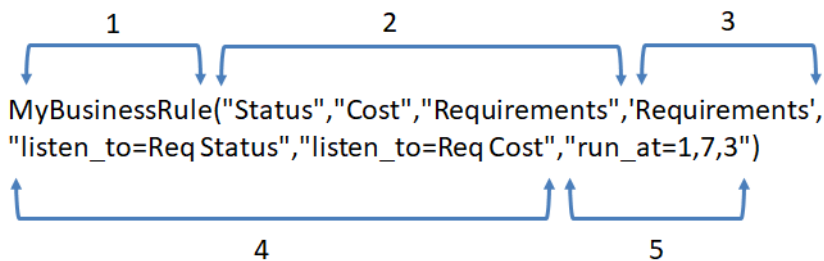 1 2 3
MyBusinessRule("Status","Cost","Requirements",'Requirements',
"listen_to=Req Status","listen_to=Req Cost","run_at=1,7,3")
4 5